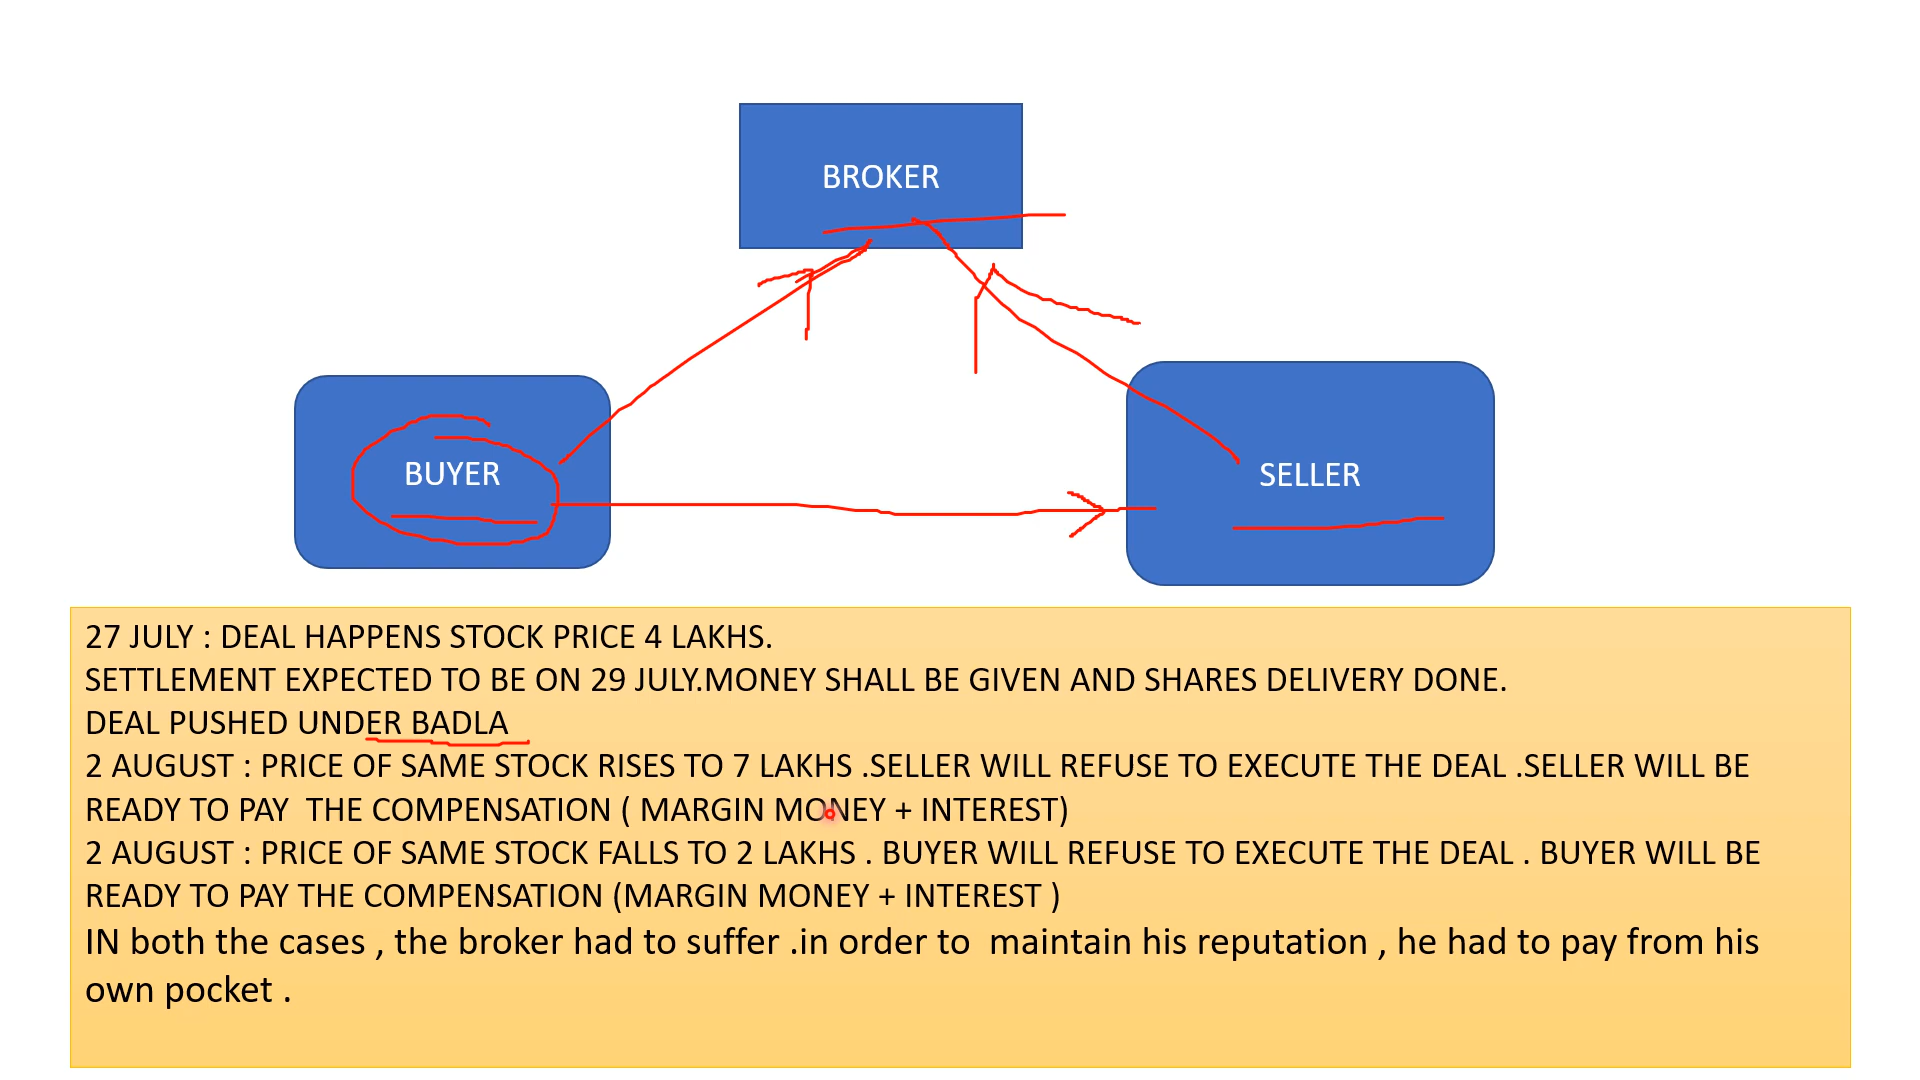 BROKER
BUYER
SELLER
27 JULY : DEAL HAPPENS STOCK PRICE 4 LAKHS.
SETTLEMENT EXPECTED TO BE ON 29 JULY.MONEY SHALL BE GIVEN AND SHARES DELIVERY DONE.
DEAL PUSHED UNDER BADLA
2 AUGUST : PRICE OF SAME STOCK RISES TO 7 LAKHS .SELLER WILL REFUSE TO EXECUTE THE DEAL .SELLER WILL BE
READY TO PAY  THE COMPENSATION ( MARGIN MONEY + INTEREST)
2 AUGUST : PRICE OF SAME STOCK FALLS TO 2 LAKHS . BUYER WILL REFUSE TO EXECUTE THE DEAL . BUYER WILL BE
READY TO PAY THE COMPENSATION (MARGIN MONEY + INTEREST )
IN both the cases , the broker had to suffer .in order to  maintain his reputation , he had to pay from his
own pocket .